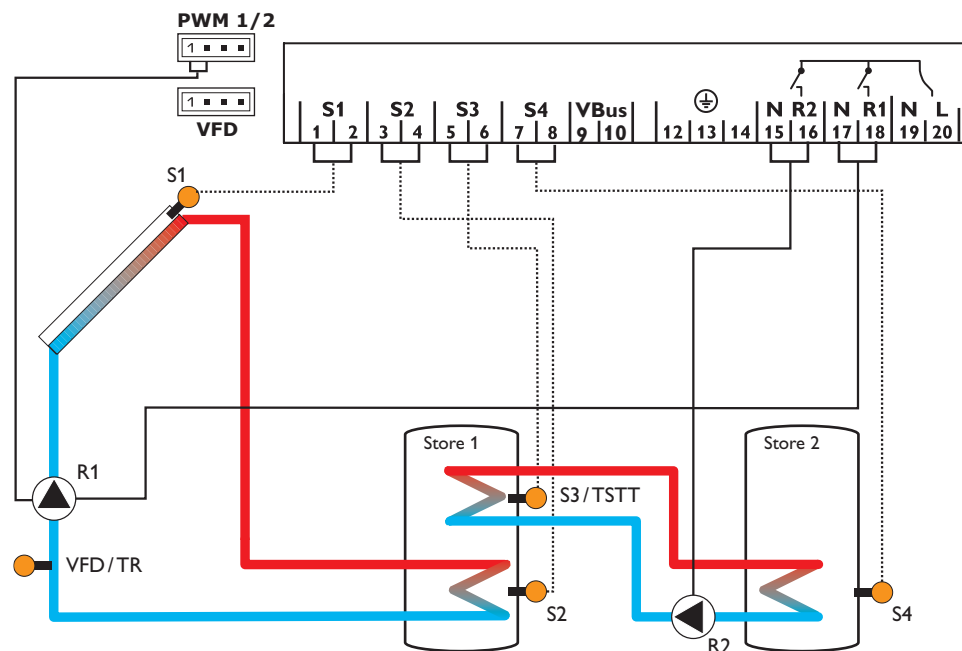 PWM 1/2
1
1
VFD
S1 S2 S3 S4 VBus N R2 N R1 N L
1 2 3 4 5 6 7 8 9 10 12 13 14 15 16 17 18 19 20
S1
Store 1
Store 2
R1
S3/TSTT
VFD/TR
S2
R2
S4